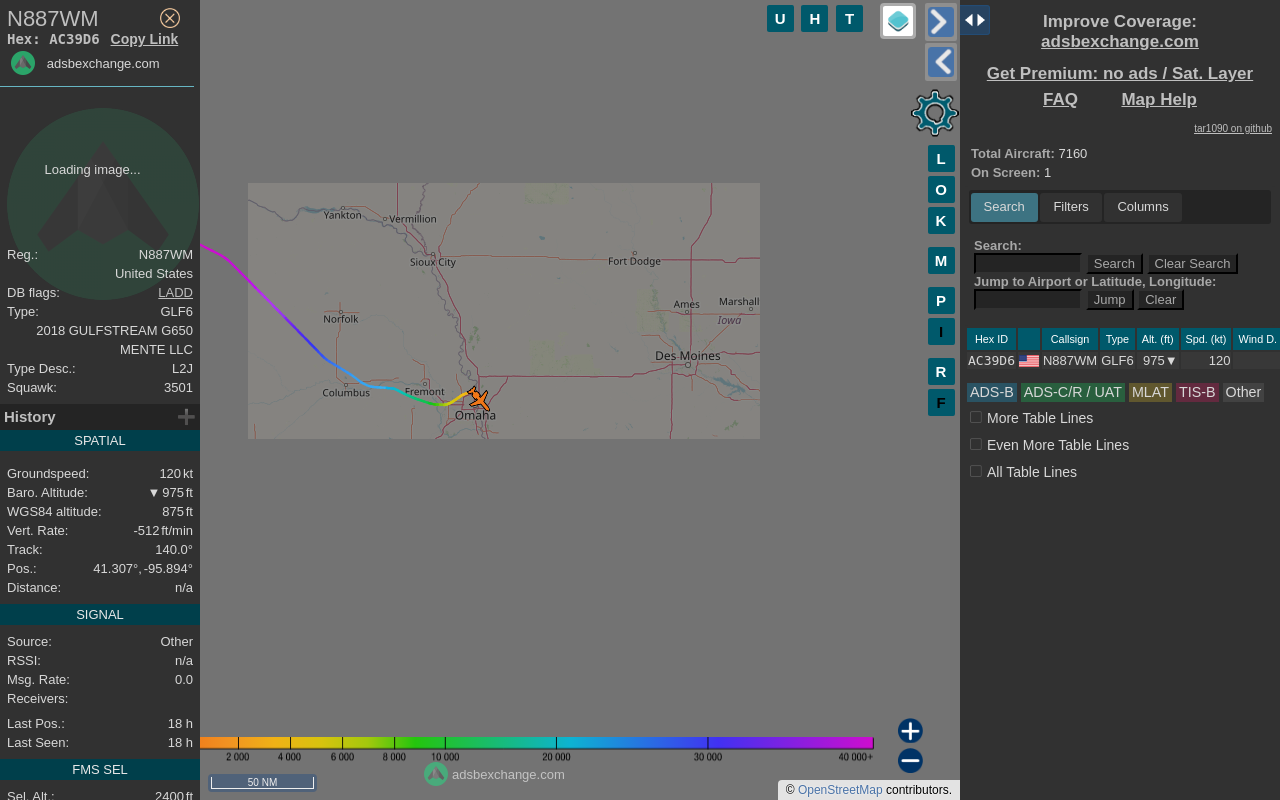 N887WM
Hex: AC39D6 Copy Link
adsbexchange.com
Loading image...
Reg.: N887WM
United States
DB flags: LADD
Type: GLF6
2018 GULFSTREAM G650
MENTE LLC
Type Desc.: L2J
Squawk: 3501
History
SPATIAL
Groundspeed: 120 kt
Baro. Altitude: ▼ 975 ft
WGS84 altitude: 875 ft
Vert. Rate: -512 ft/min
Track: 140.0°
Pos.: 41.307°, -95.894°
Distance: n/a
SIGNAL
Source: Other
RSSI: n/a
Msg. Rate: 0.0
Receivers:
Last Pos.: 18 h
Last Seen: 18 h
FMS SEL
Sel. Alt.: 2400 ft
U H T
L
O
K
M
P
I
R
F
Yankton
Vermillion
Sioux City
Fort Dodge
Norfolk
Ames
Marshall
Iowa
Des Moines
Columbus
Fremont
Omaha
2 000 4 000 6 000 8 000 10 000 20 000 30 000 40 000+
adsbexchange.com
50 NM
© OpenStreetMap contributors.
Improve Coverage:
adsbexchange.com
Get Premium: no ads / Sat. Layer
FAQ Map Help
tar1090 on github
Total Aircraft: 7160
On Screen: 1
Search Filters Columns
Search:
Search Clear Search
Jump to Airport or Latitude, Longitude:
Jump Clear
Hex ID Callsign Type Alt. (ft) Spd. (kt) Wind D.
AC39D6 N887WM GLF6 975▼ 120
ADS-B ADS-C/R / UAT MLAT TIS-B Other
More Table Lines
Even More Table Lines
All Table Lines